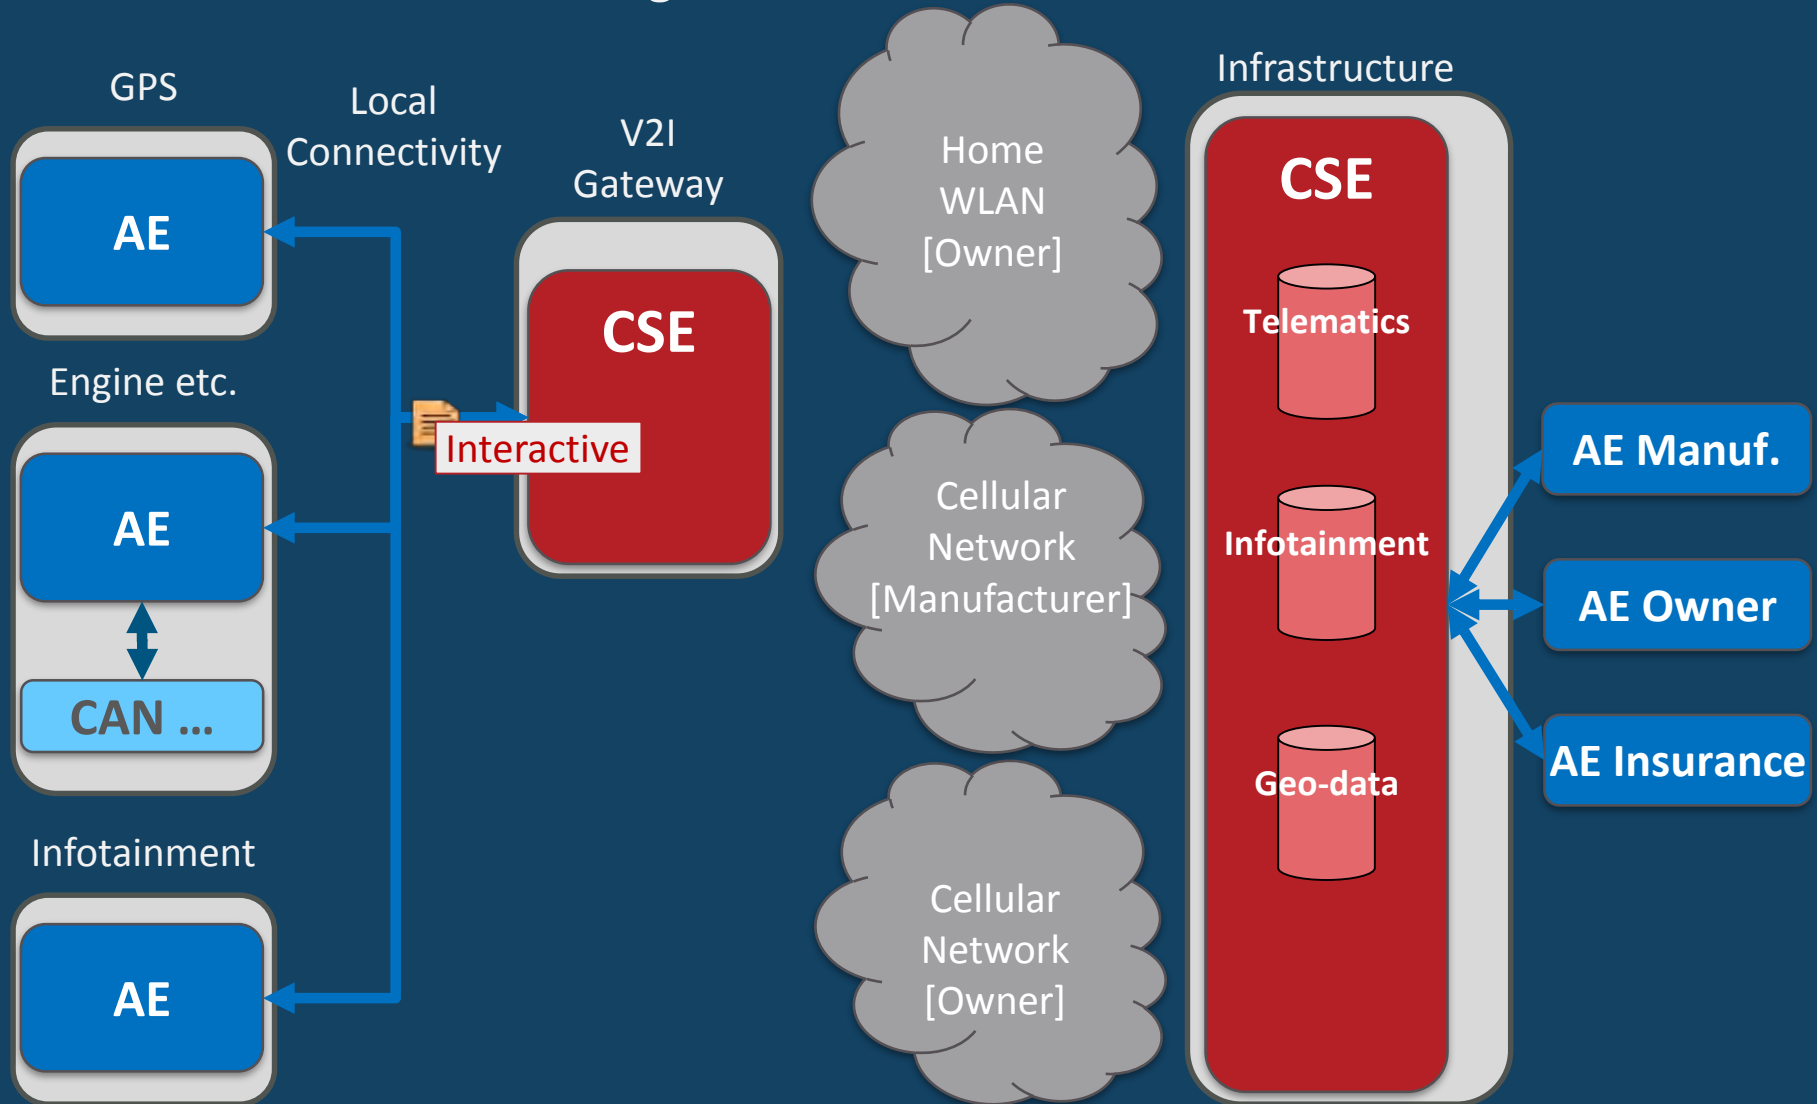 GPS
AE
Local
Connectivity
V2I
Gateway
CSE
Interactive
Engine etc.
AE
CAN ...
Infotainment
AE
Home
WLAN
[Owner]
Cellular
Network
[Manufacturer]
Cellular
Network
[Owner]
Infrastructure
CSE
Telematics
Infotainment
Geo-data
AE Manuf.
AE Owner
AE Insurance